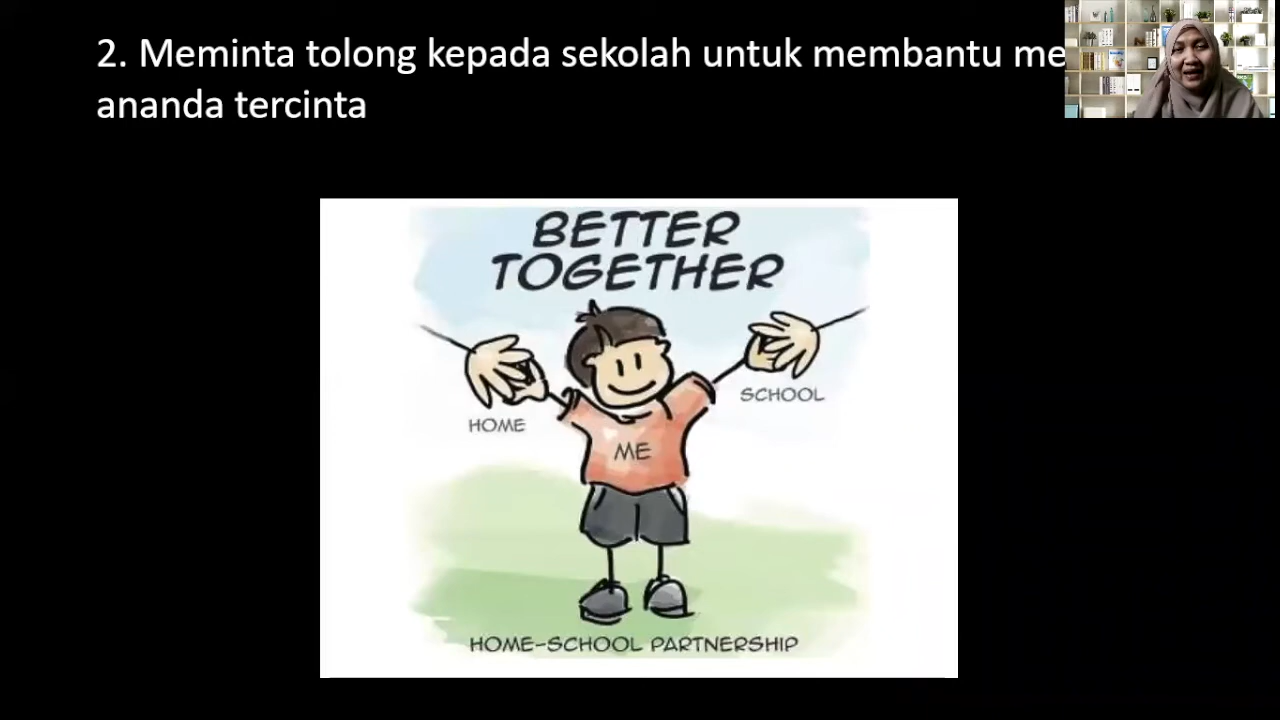 2. Meminta tolong kepada sekolah untuk membantu me
ananda tercinta
BETTER
TOGETHER
SCHOOL
HOME
ME
HOME-SCHOOL PARTNERSHIP